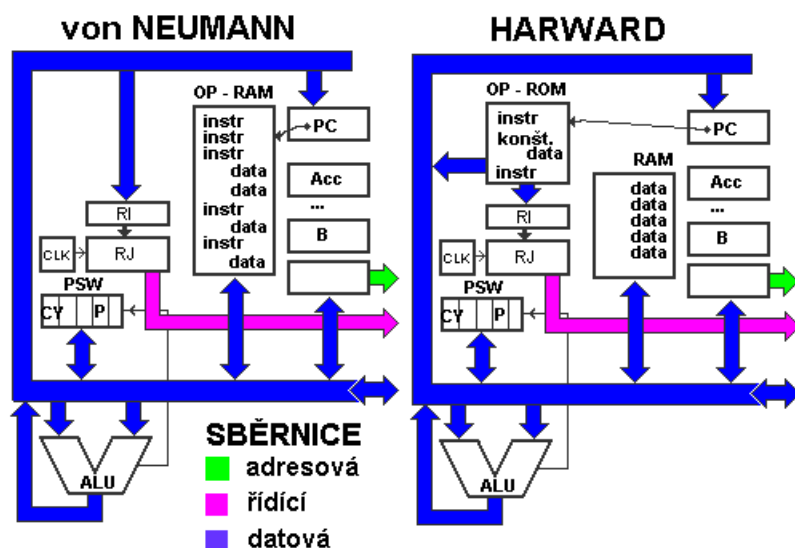 von NEUMANN
OP - RAM
instr
instr
instr
data
data
instr
data
instr
data
PC
Acc
...
B
RI
CLK
RJ
PSW
CY P
ALU
HARWARD
OP - ROM
instr
konšt.
data
instr
PC
RAM
data
data
data
data
data
Acc
...
B
RI
CLK
RJ
PSW
CY P
ALU
SBĚRNICE
adresová
řídící
datová